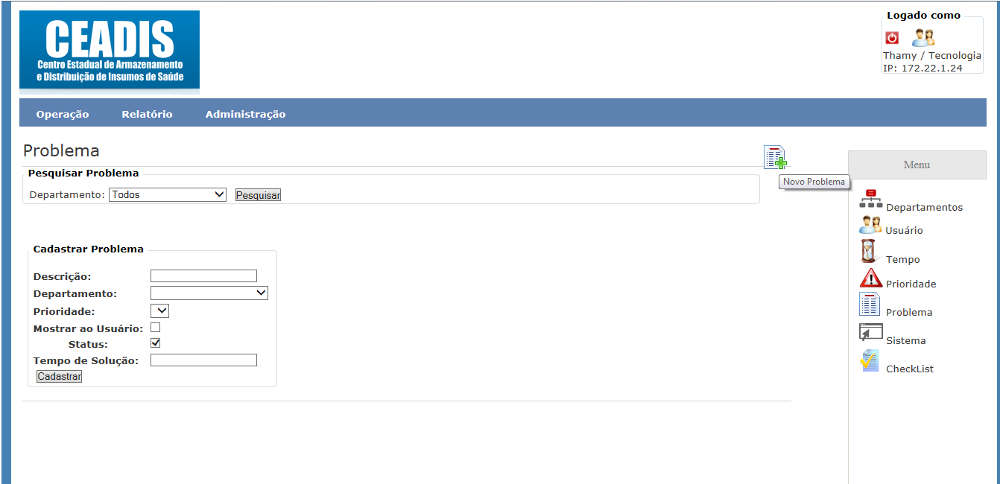 CEADIS
Centro Estadual de Armazenamento
e Distribuição de Insumos de Saúde
Logado como
Thamy / Tecnologia
IP: 172.22.1.24
Operação Relatório Administração
Problema
Novo Problema
Pesquisar Problema
Departamento: Todos Pesquisar
Cadastrar Problema
Descrição:
Departamento:
Prioridade:
Mostrar ao Usuário:
Status:
Tempo de Solução:
Cadastrar
Menu
Departamentos
Usuário
Tempo
Prioridade
Problema
Sistema
CheckList